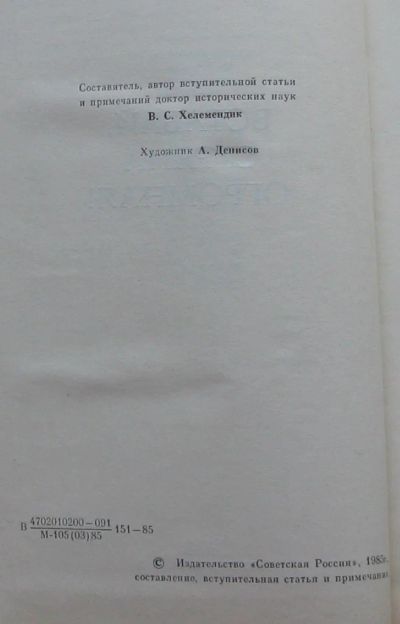 Составитель, автор вступительной статьи
и примечаний доктор исторических наук
В. С. Хелемендик
Художник А. Денисов
В 4702010200—091 151—85
М-105(03)85
© Издательство «Советская Россия», 1985г.
составление, вступительная статья и примечания